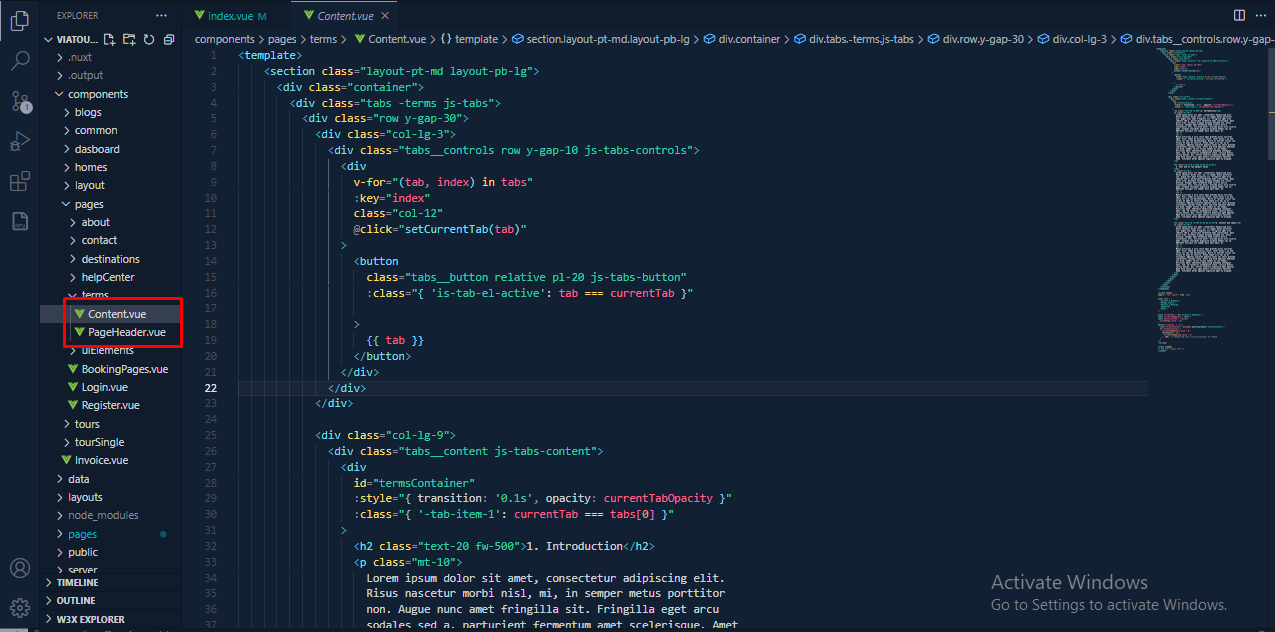 EXPLORER
VIATOU...
.nuxt
.output
components
blogs
common
dasboard
homes
layout
pages
about
contact
destinations
helpCenter
terms
Content.vue
PageHeader.vue
uiElements
BookingPages.vue
Login.vue
Register.vue
tours
tourSingle
Invoice.vue
data
layouts
node_modules
pages
public
server
TIMELINE
OUTLINE
W3X EXPLORER
1
index.vue M
Content.vue
components > pages > terms > Content.vue > {} template > section.layout-pt-md.layout-pb-lg > div.container > div.tabs.-terms.js-tabs > div.row.y-gap-30 > div.col-lg-3 > div.tabs__controls.row.y-gap-
1 <template>
2 <section class="layout-pt-md layout-pb-lg">
3 <div class="container">
4 <div class="tabs -terms js-tabs">
5 <div class="row y-gap-30">
6 <div class="col-lg-3">
7 <div class="tabs__controls row y-gap-10 js-tabs-controls">
8 <div
9 v-for="(tab, index) in tabs"
10 :key="index"
11 class="col-12"
12 @click="setCurrentTab(tab)"
13 >
14 <button
15 class="tabs__button relative pl-20 js-tabs-button"
16 :class="{ 'is-tab-el-active': tab === currentTab }"
17
18 >
19 {{ tab }}
20 </button>
21 </div>
22 </div>
23 </div>
24
25 <div class="col-lg-9">
26 <div class="tabs__content js-tabs-content">
27 <div
28 id="termsContainer"
29 :style="{ transition: '0.1s', opacity: currentTabOpacity }"
30 :class="{ '-tab-item-1': currentTab === tabs[0] }"
31 >
32 <h2 class="text-20 fw-500">1. Introduction</h2>
33 <p class="mt-10">
34 Lorem ipsum dolor sit amet, consectetur adipiscing elit.
35 Risus nascetur morbi nisl, mi, in semper metus porttitor
36 non. Augue nunc amet fringilla sit. Fringilla eget arcu
37 sodales sed a. parturient fermentum amet scelerisque. Amet
Activate Windows
Go to Settings to activate Windows.